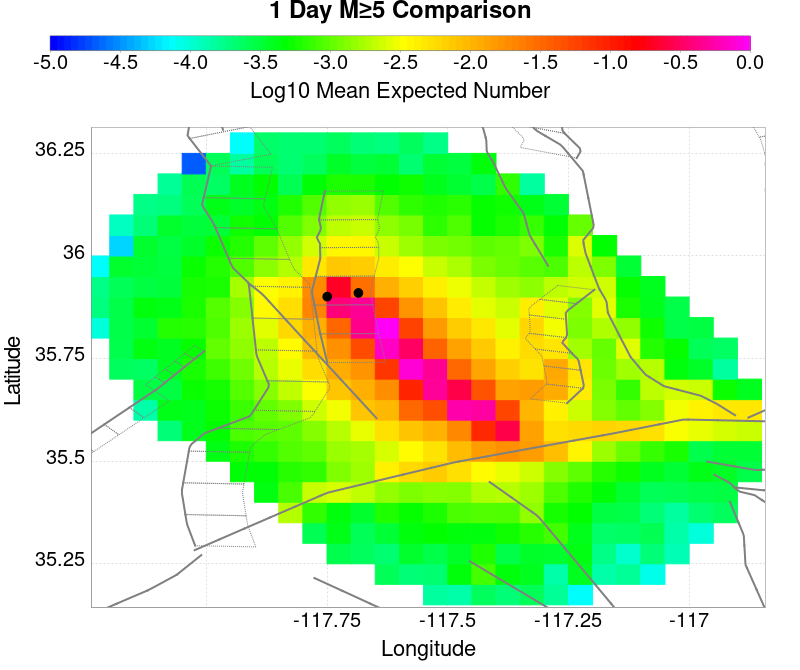 1 Day M≥5 Comparison
-5.0 -4.5 -4.0 -3.5 -3.0 -2.5 -2.0 -1.5 -1.0 -0.5 0.0
Log10 Mean Expected Number
36.25
36
35.75
35.5
35.25
Latitude
-117.75 -117.5 -117.25 -117
Longitude